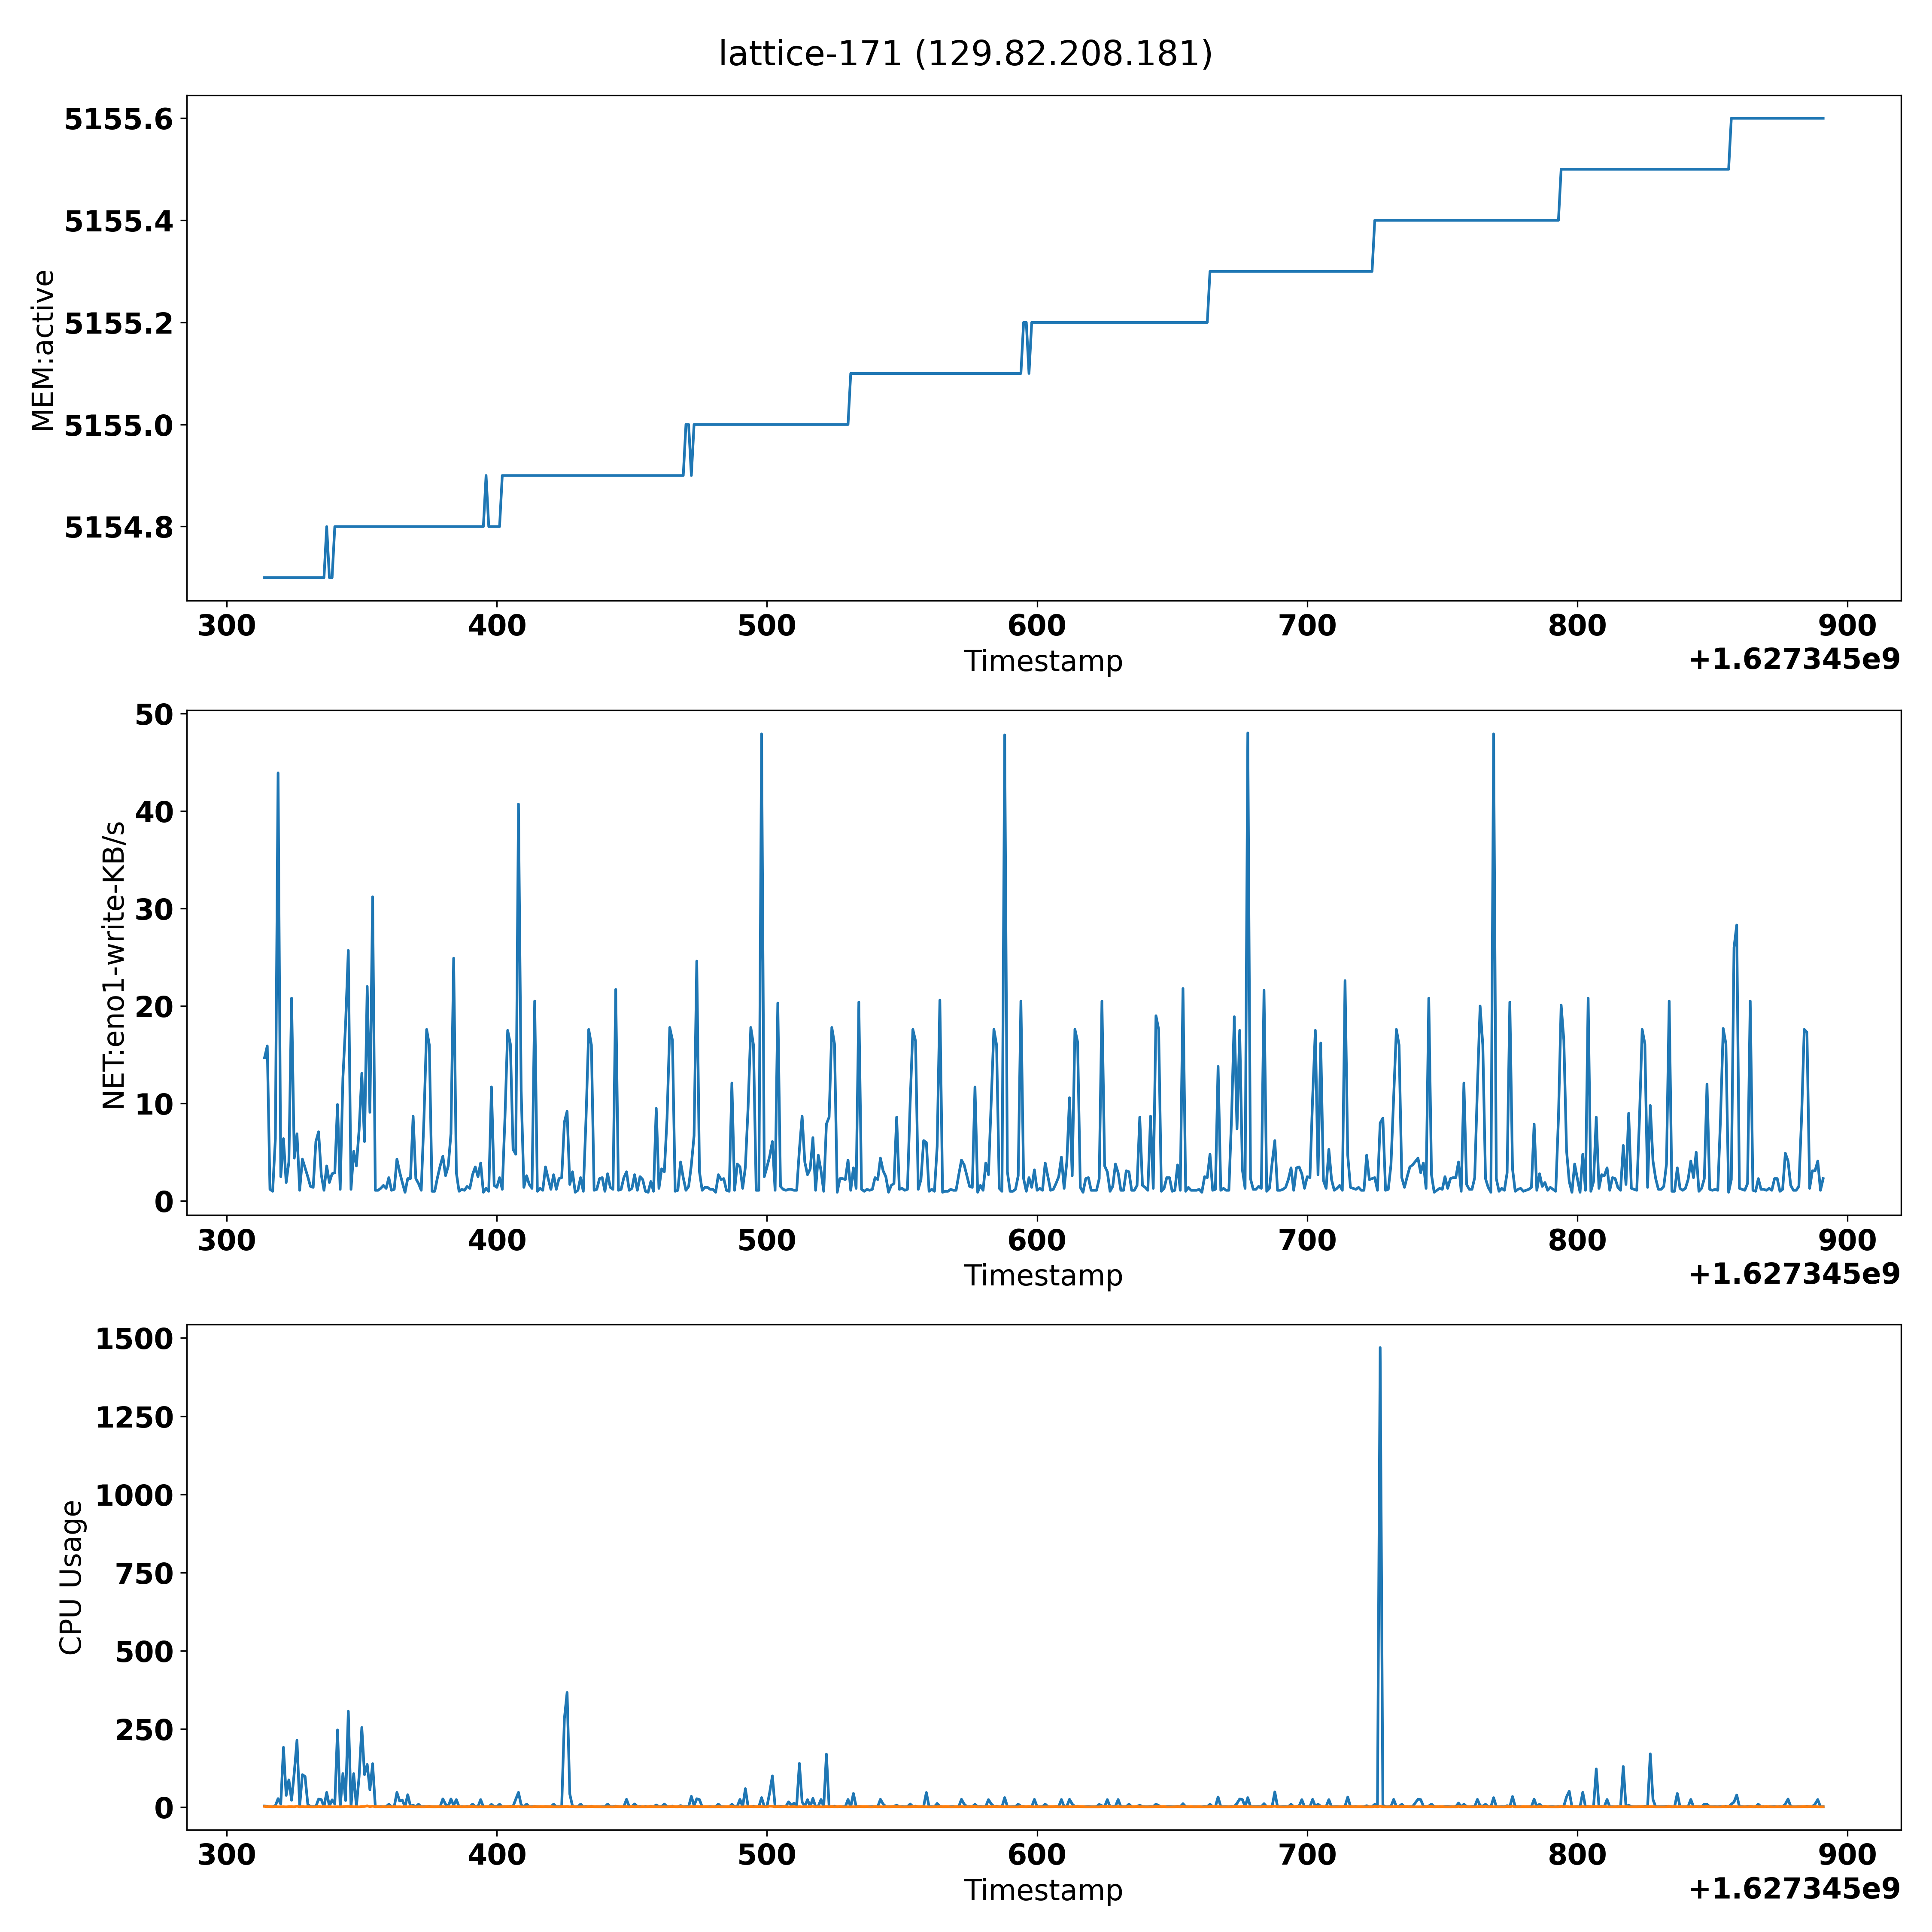 lattice-171 (129.82.208.181)
MEM:active
5155.6
5155.4
5155.2
5155.0
5154.8
300 400 500 600 700 800 900
Timestamp
+1.627345e9
NET:eno1-write-KB/s
50
40
30
20
10
0
300 400 500 600 700 800 900
Timestamp
+1.627345e9
CPU Usage
1500
1250
1000
750
500
250
0
300 400 500 600 700 800 900
Timestamp
+1.627345e9